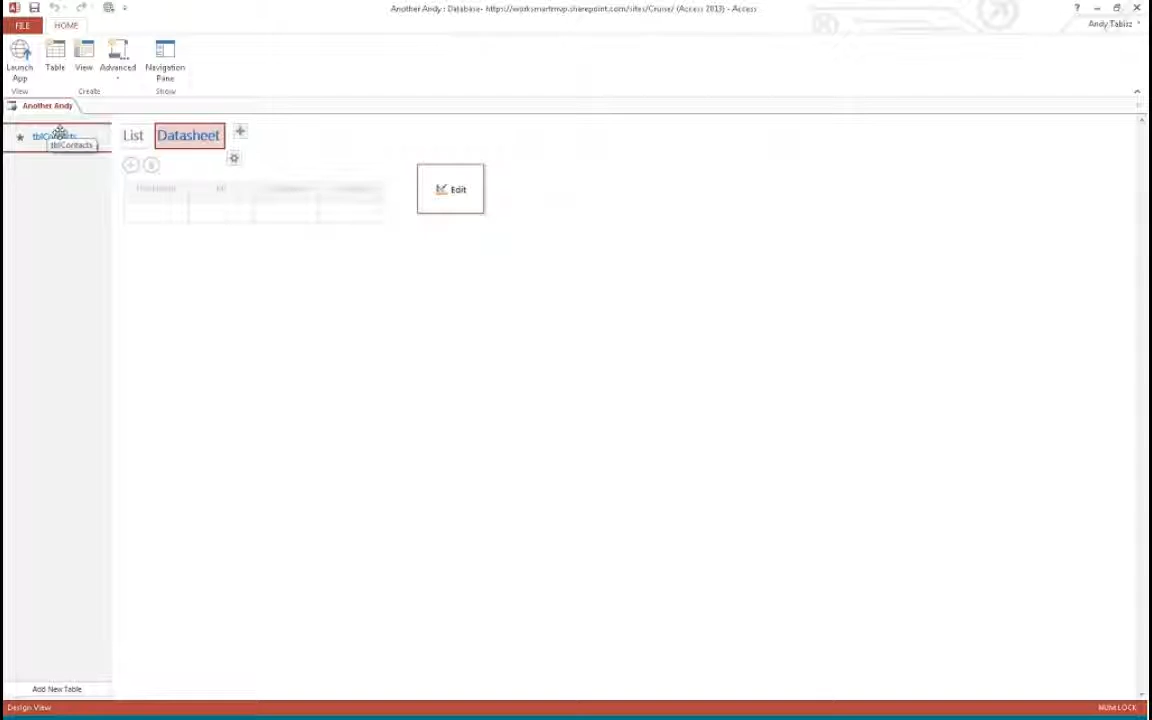 Another Andy : Database- https://worksmartmvp.sharepoint.com/sites/Cruise/ (Access 2013) - Access
?
FILE
HOME
Andy Tabisz
Launch App
Table
View
Advanced
Navigation Pane
View
Create
Show
Another Andy
tblContacts
List
Datasheet
tblContacts
Edit
Add New Table
Design View
NUM LOCK